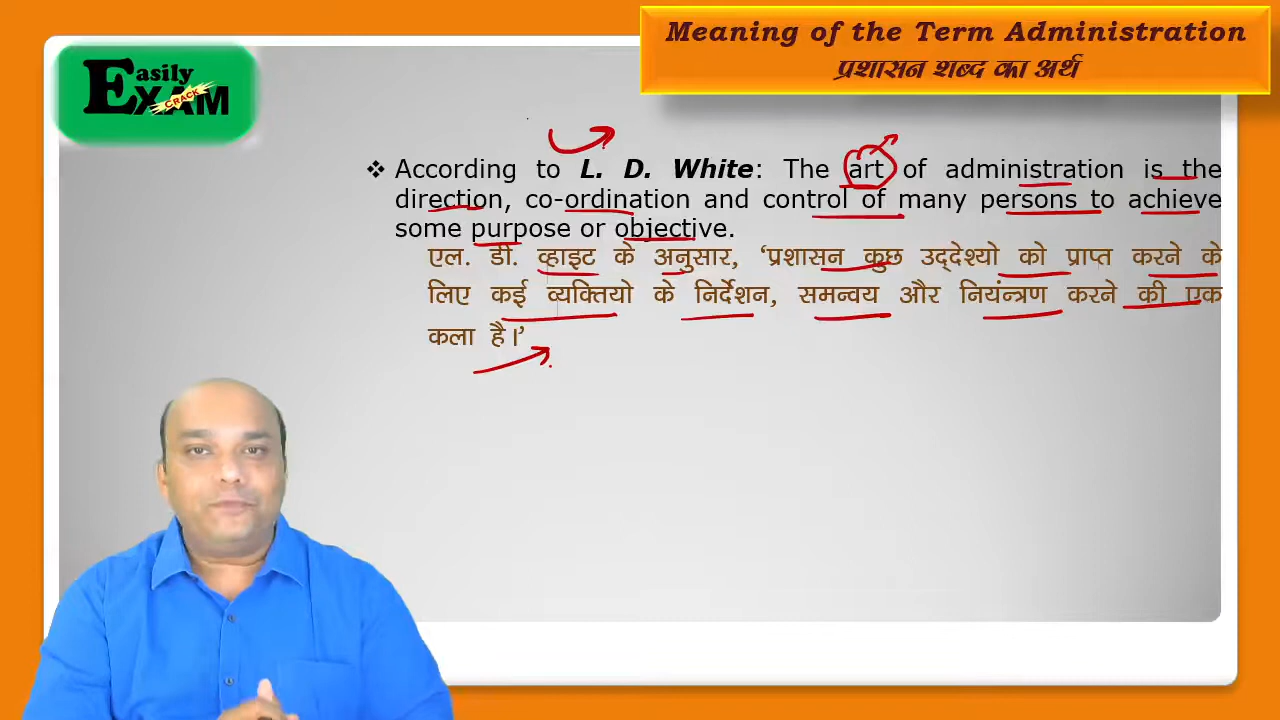 Meaning of the Term Administration
प्रशासन शब्द का अर्थ
Easily
EXAM
CRACK
❖ According to L. D. White: The art of administration is the
direction, co-ordination and control of many persons to achieve
some purpose or objective.
एल. डी. व्हाइट के अनुसार, ‘प्रशासन कुछ उद्देश्यो को प्राप्त करने के
लिए कई व्यक्तियो के निर्देशन, समन्वय और नियंन्त्रण करने की एक
कला है।’